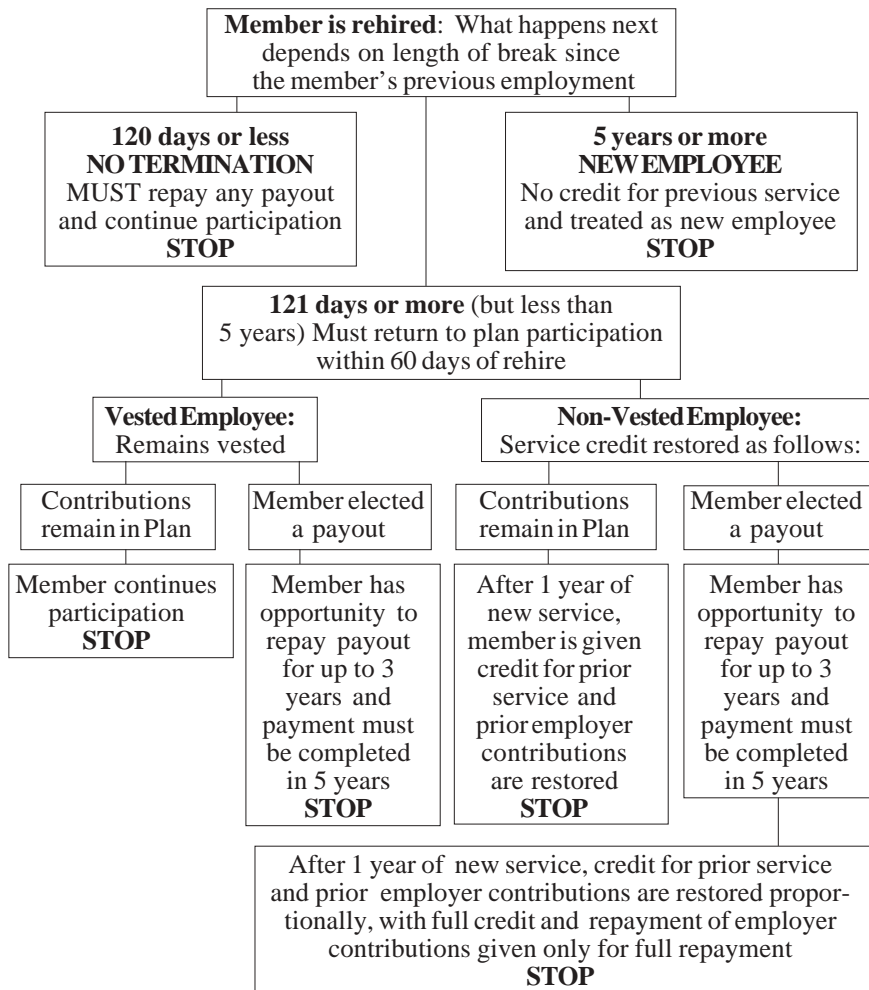 Member is rehired: What happens next
depends on length of break since
the member's previous employment
120 days or less
NO TERMINATION
MUST repay any payout
and continue participation
STOP
5 years or more
NEW EMPLOYEE
No credit for previous service
and treated as new employee
STOP
121 days or more (but less than
5 years) Must return to plan participation
within 60 days of rehire
Vested Employee:
Remains vested
Non-Vested Employee:
Service credit restored as follows:
Contributions
remain in Plan
Member elected
a payout
Contributions
remain in Plan
Member elected
a payout
Member continues
participation
STOP
Member has
opportunity to
repay payout
for up to 3
years and
payment must
be completed
in 5 years
STOP
After 1 year of
new service,
member is given
credit for prior
service and
prior employer
contributions
are restored
STOP
Member has
opportunity to
repay payout
for up to 3
years and
payment must
be completed
in 5 years
After 1 year of new service, credit for prior service
and prior employer contributions are restored propor-
tionally, with full credit and repayment of employer
contributions given only for full repayment
STOP